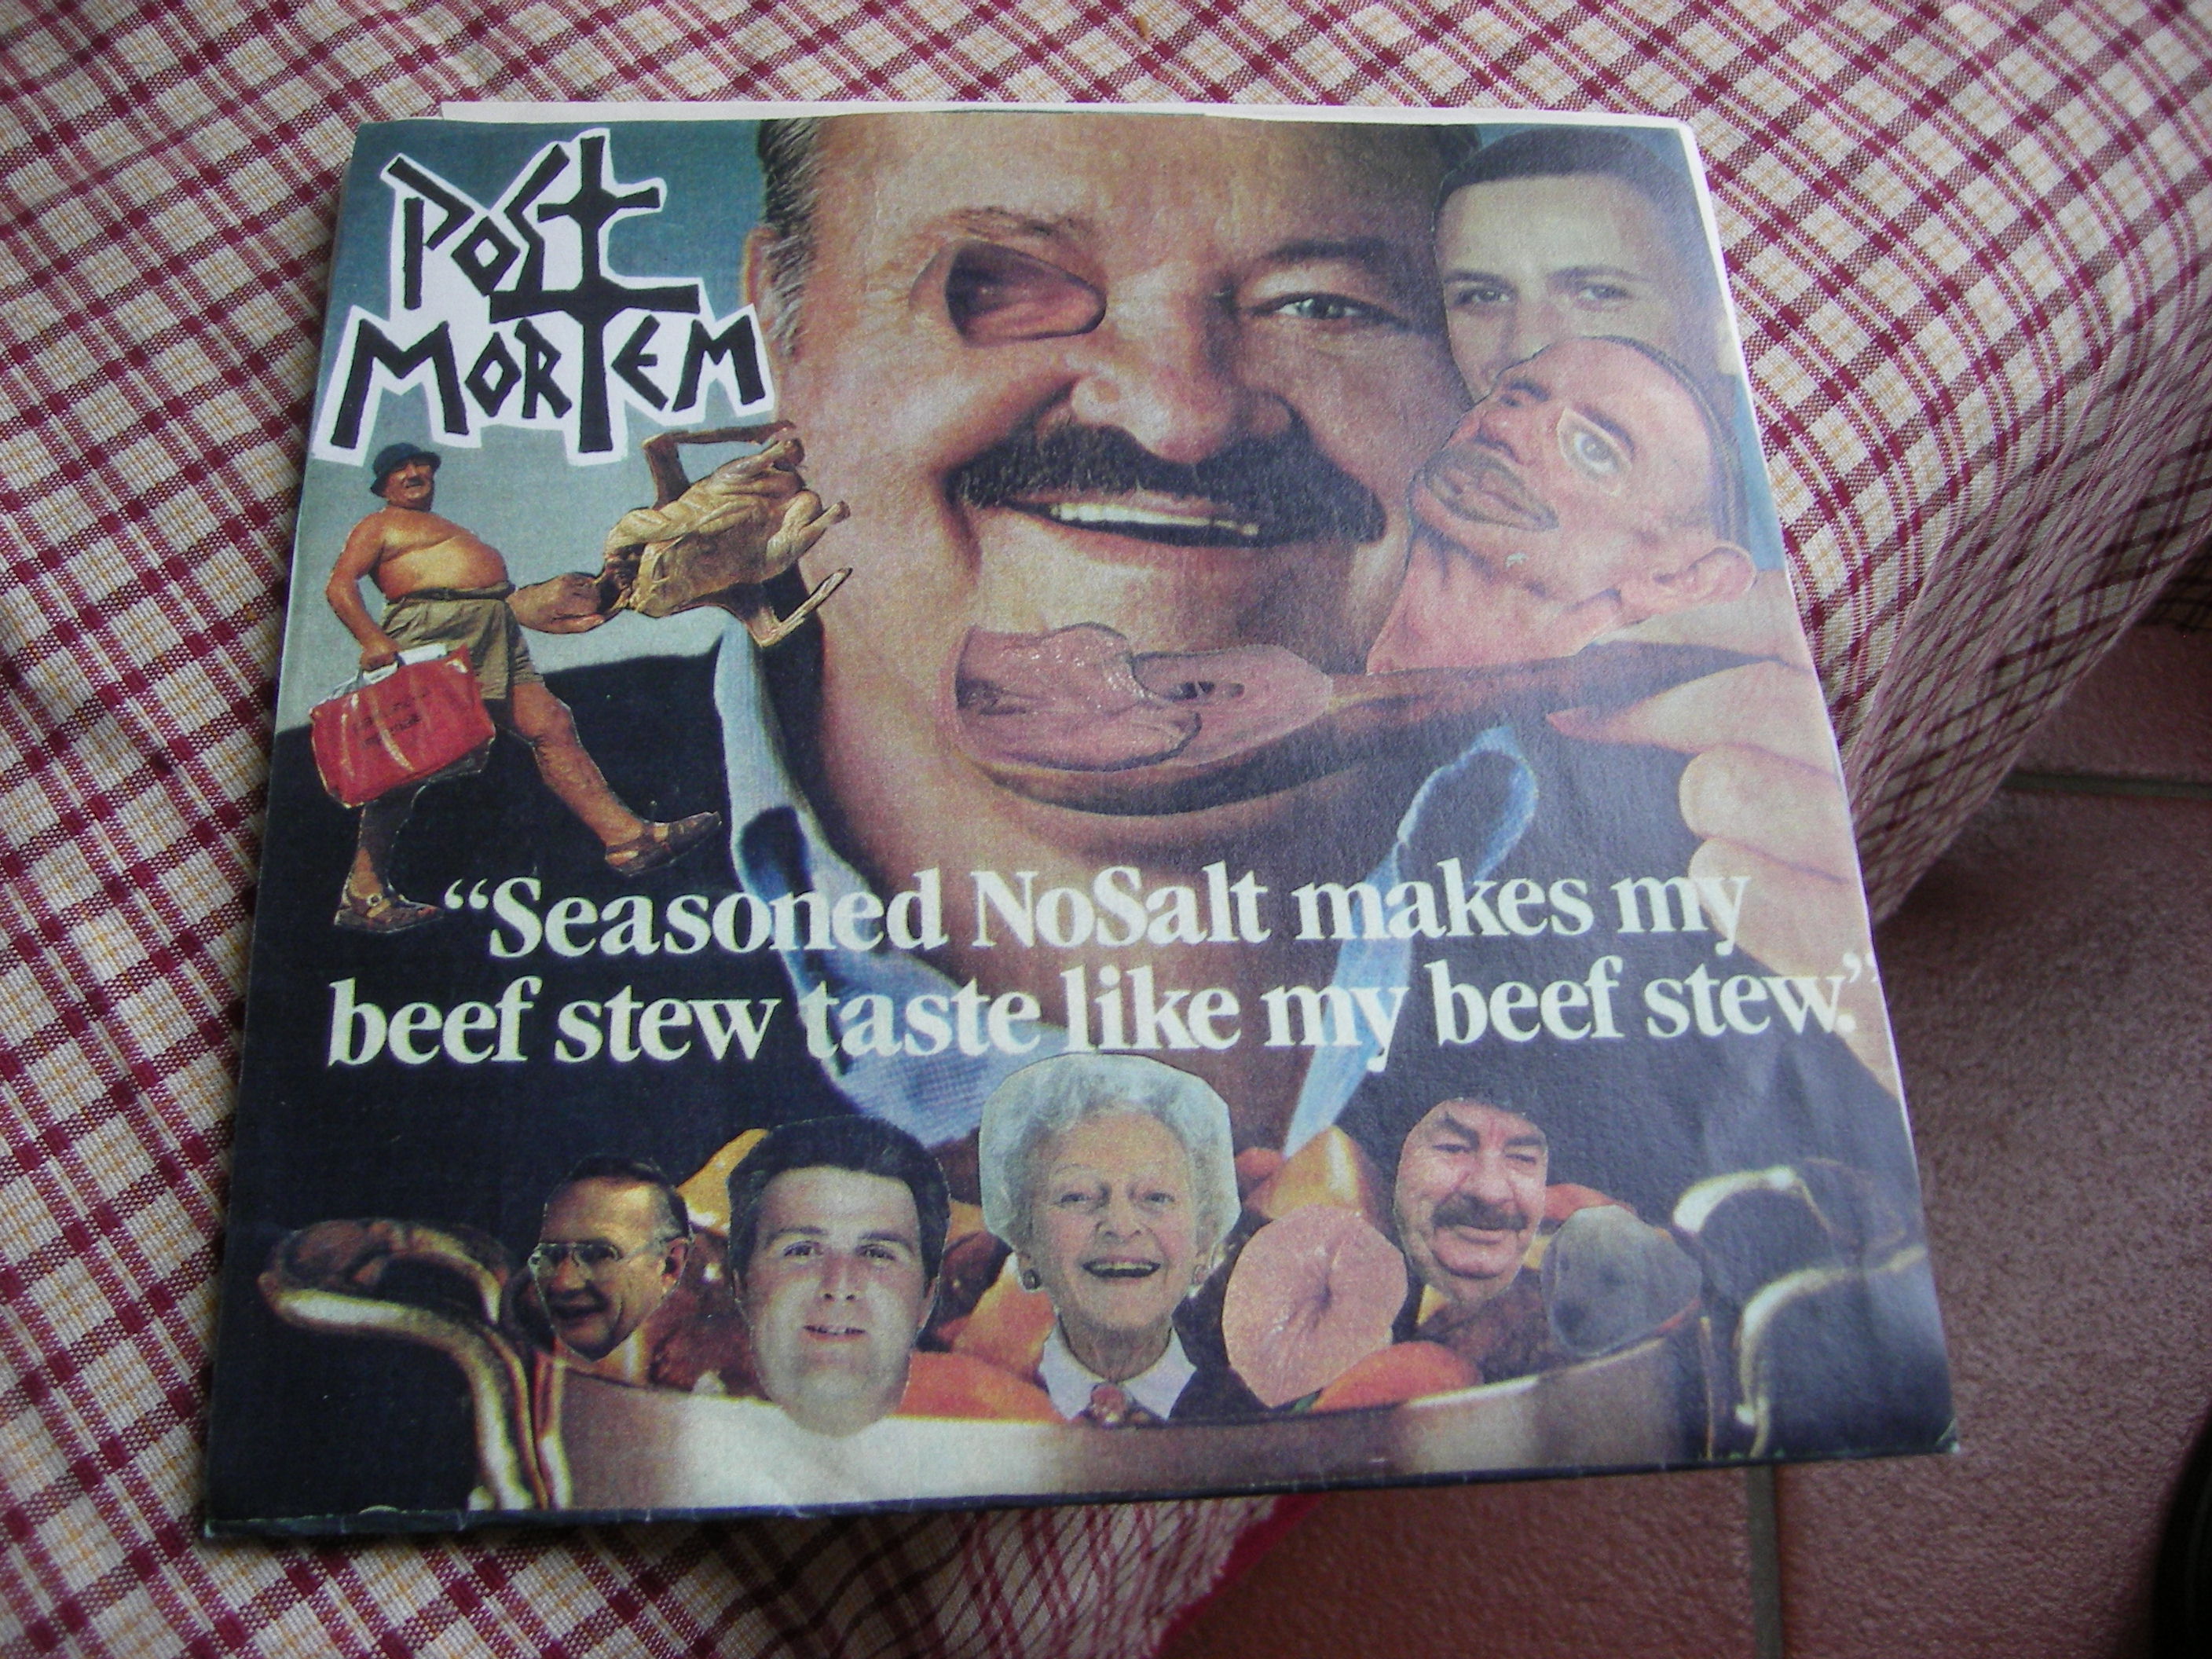 POST
MORTEM
“Seasoned NoSalt makes my
beef stew taste like my beef stew.”